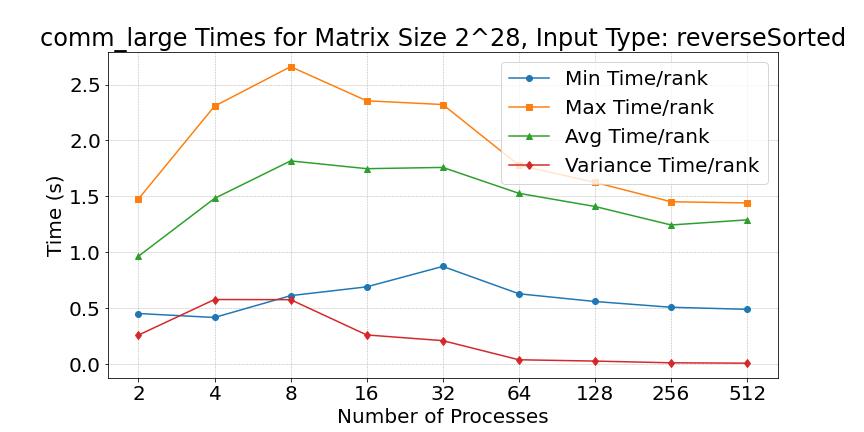 comm_large Times for Matrix Size 2^28, Input Type: reverseSorted
Min Time/rank
Max Time/rank
Avg Time/rank
Variance Time/rank
Time (s)
2.5
2.0
1.5
1.0
0.5
0.0
2 4 8 16 32 64 128 256 512
Number of Processes